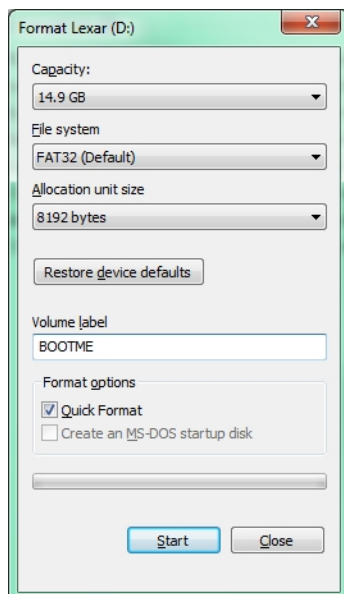 Format Lexar (D:)
Capacity:
14.9 GB
File system
FAT32 (Default)
Allocation unit size
8192 bytes
Restore device defaults
Volume label
BOOTME
Format options
Quick Format
Create an MS-DOS startup disk
Start Close